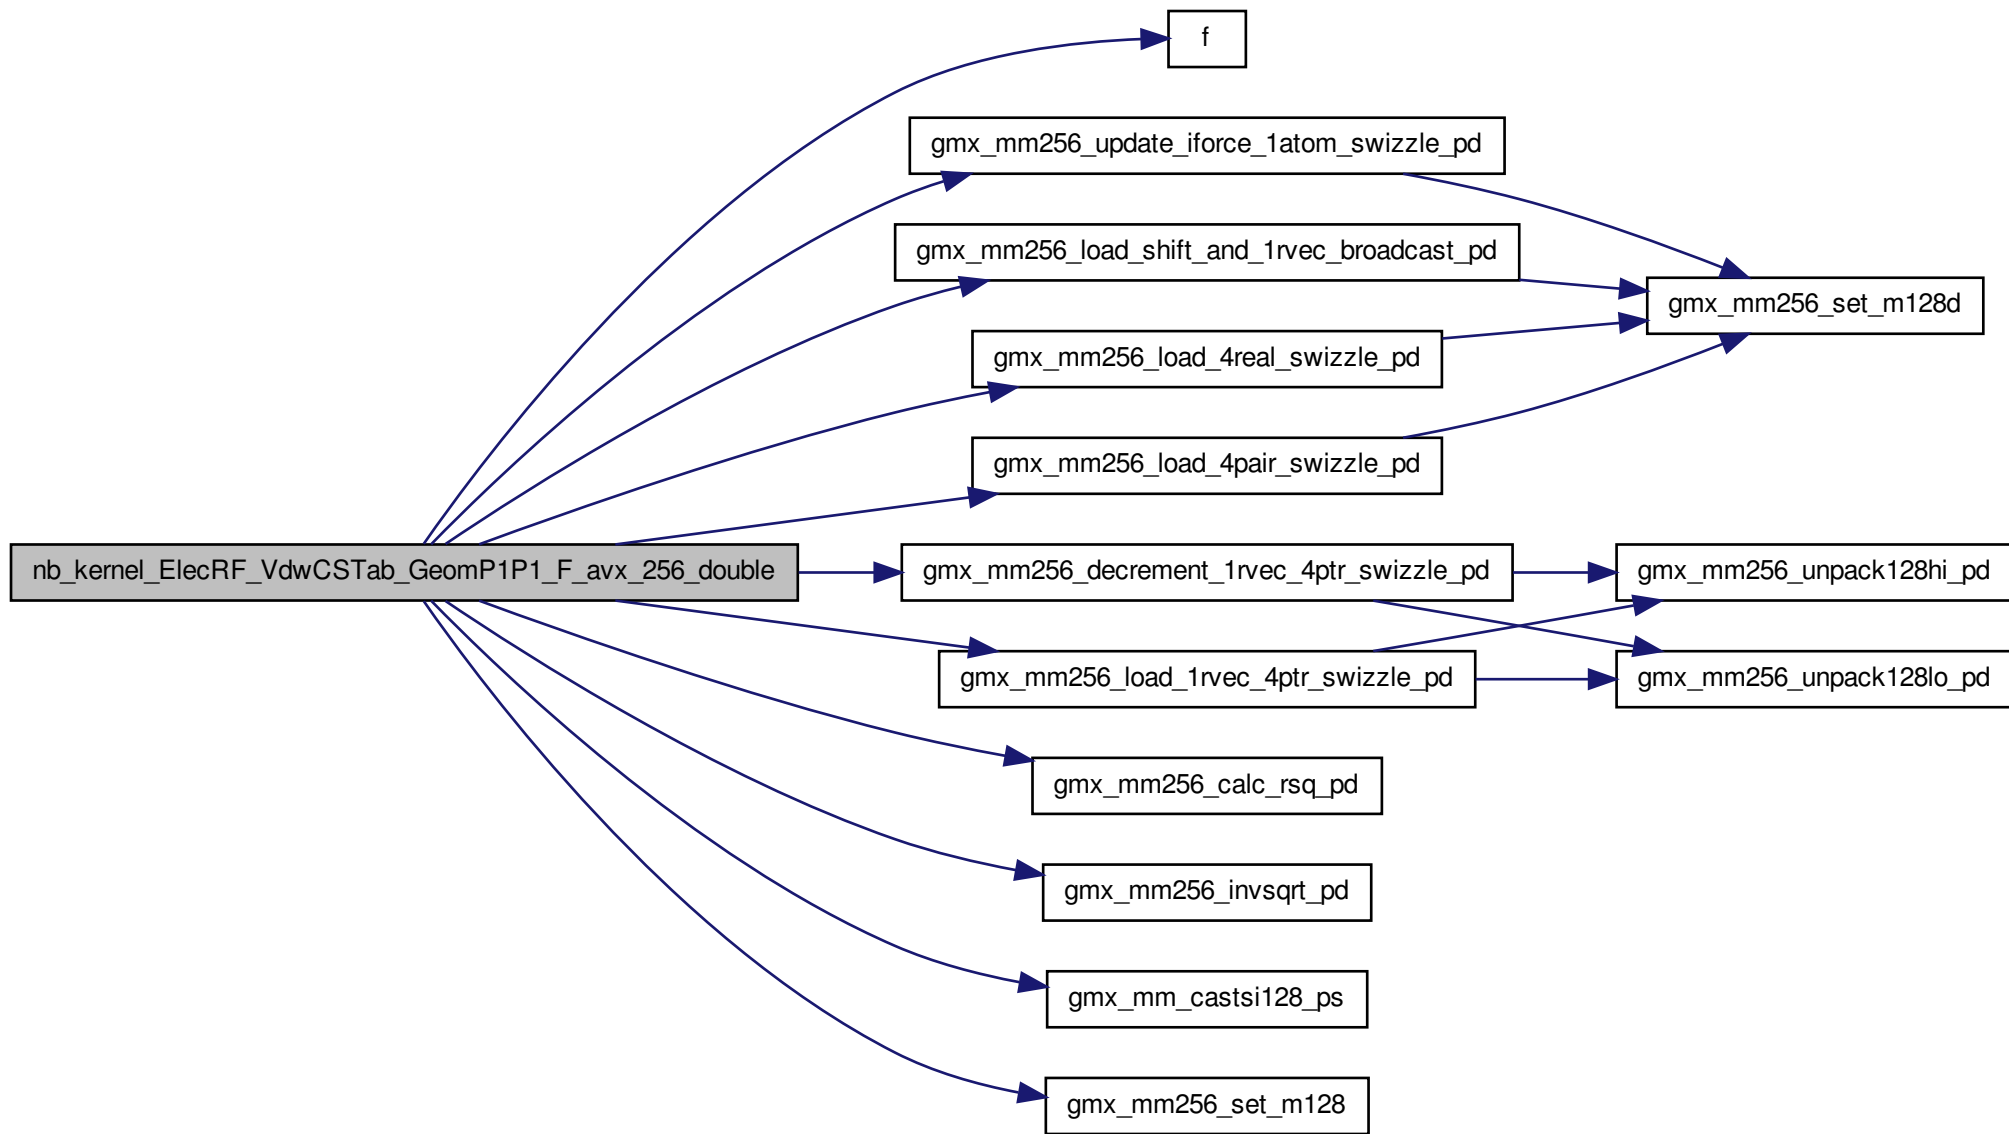 f
gmx_mm256_update_iforce_1atom_swizzle_pd
gmx_mm256_load_shift_and_1rvec_broadcast_pd
gmx_mm256_set_m128d
gmx_mm256_load_4real_swizzle_pd
gmx_mm256_load_4pair_swizzle_pd
nb_kernel_ElecRF_VdwCSTab_GeomP1P1_F_avx_256_double
gmx_mm256_decrement_1rvec_4ptr_swizzle_pd
gmx_mm256_unpack128hi_pd
gmx_mm256_load_1rvec_4ptr_swizzle_pd
gmx_mm256_unpack128lo_pd
gmx_mm256_calc_rsq_pd
gmx_mm256_invsqrt_pd
gmx_mm_castsi128_ps
gmx_mm256_set_m128